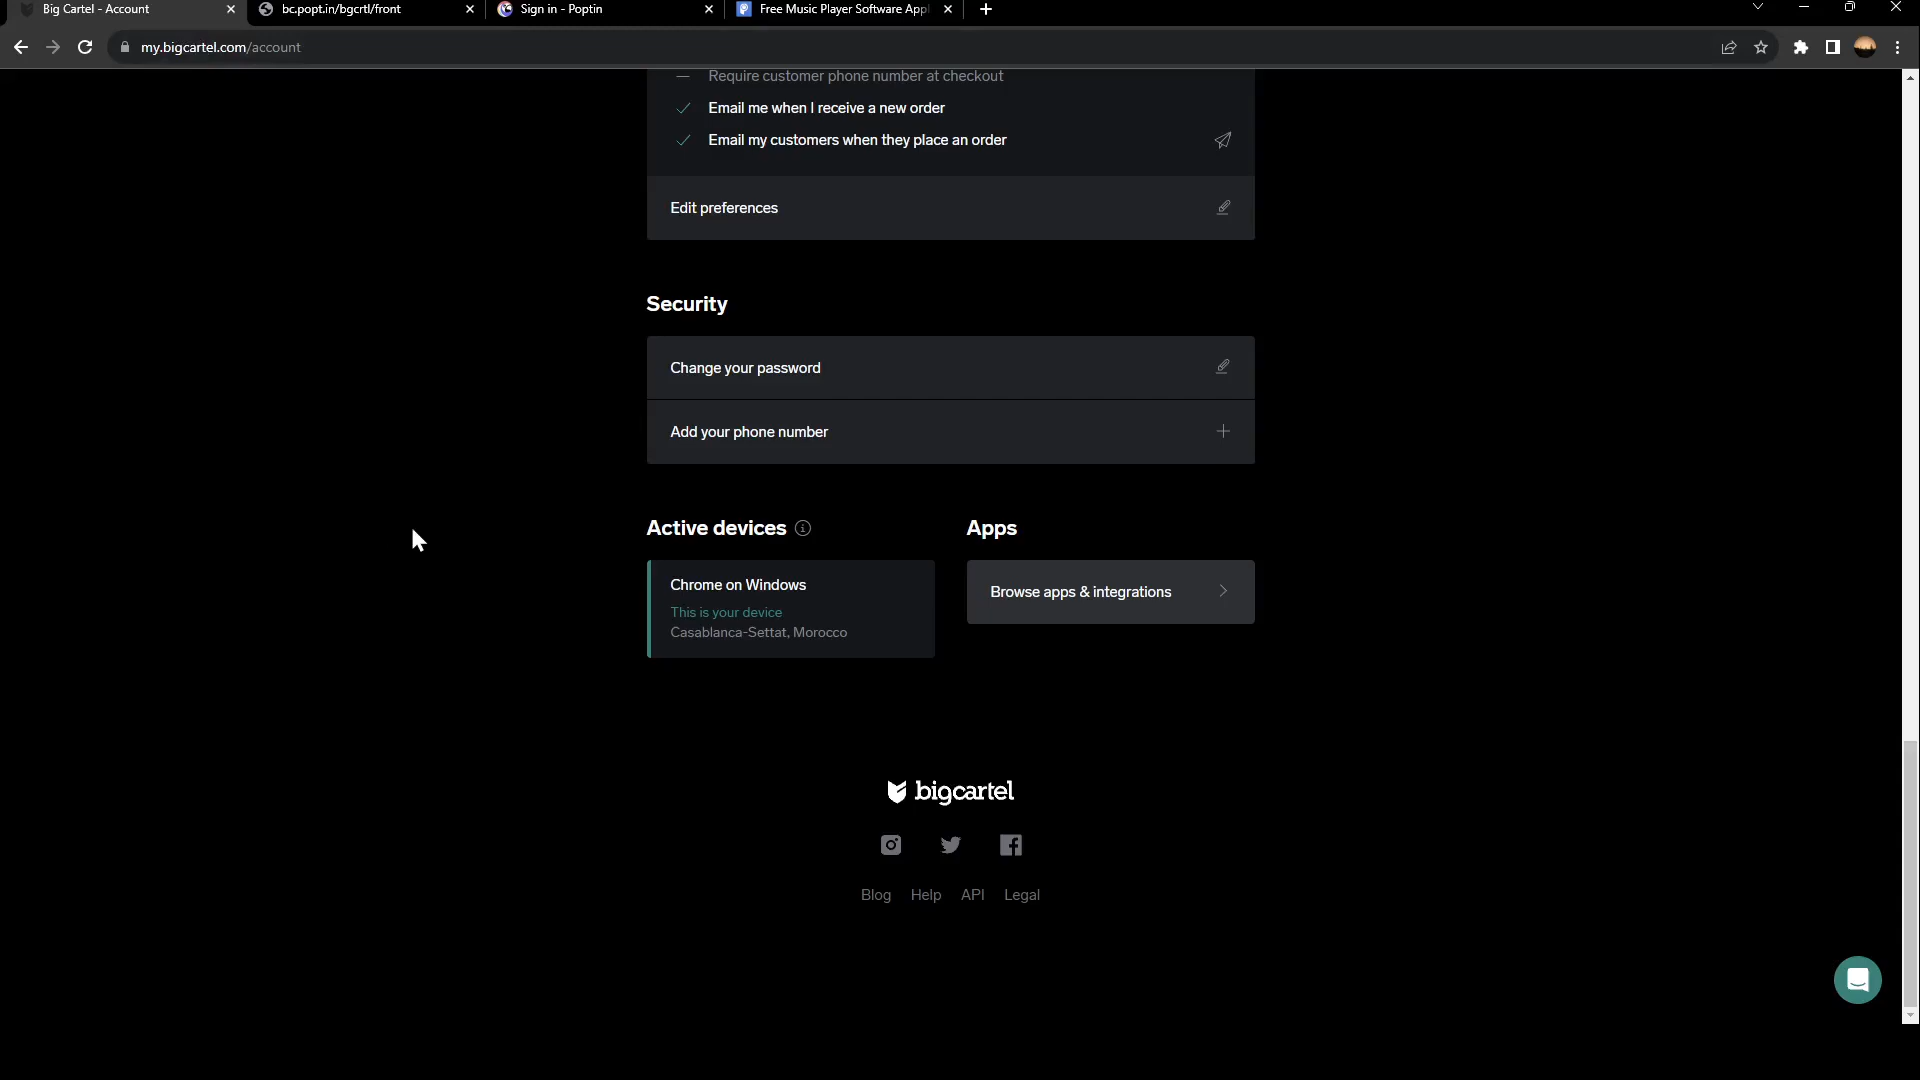 Big Cartel - Account
bc.popt.in/bgcrtl/front
Sign in - Poptin
Free Music Player Software Appl
my.bigcartel.com/account
Require customer phone number at checkout
Email me when I receive a new order
Email my customers when they place an order
Edit preferences
Security
Change your password
Add your phone number
Active devices
Apps
Chrome on Windows
This is your device
Casablanca-Settat, Morocco
Browse apps & integrations
bigcartel
Blog Help API Legal